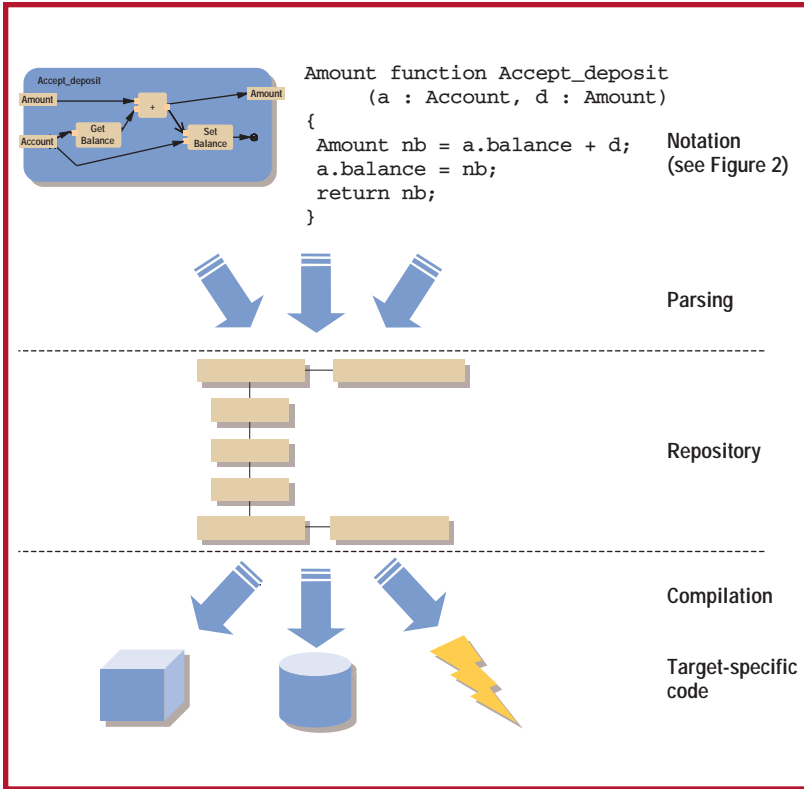 Accept_deposit
Amount
+
Amount
Account
Get
Balance
Set
Balance
Amount function Accept_deposit
(a : Account, d : Amount)
{
Amount nb = a.balance + d;
a.balance = nb;
return nb;
}
Notation
(see Figure 2)
Parsing
Repository
Compilation
Target-specific
code